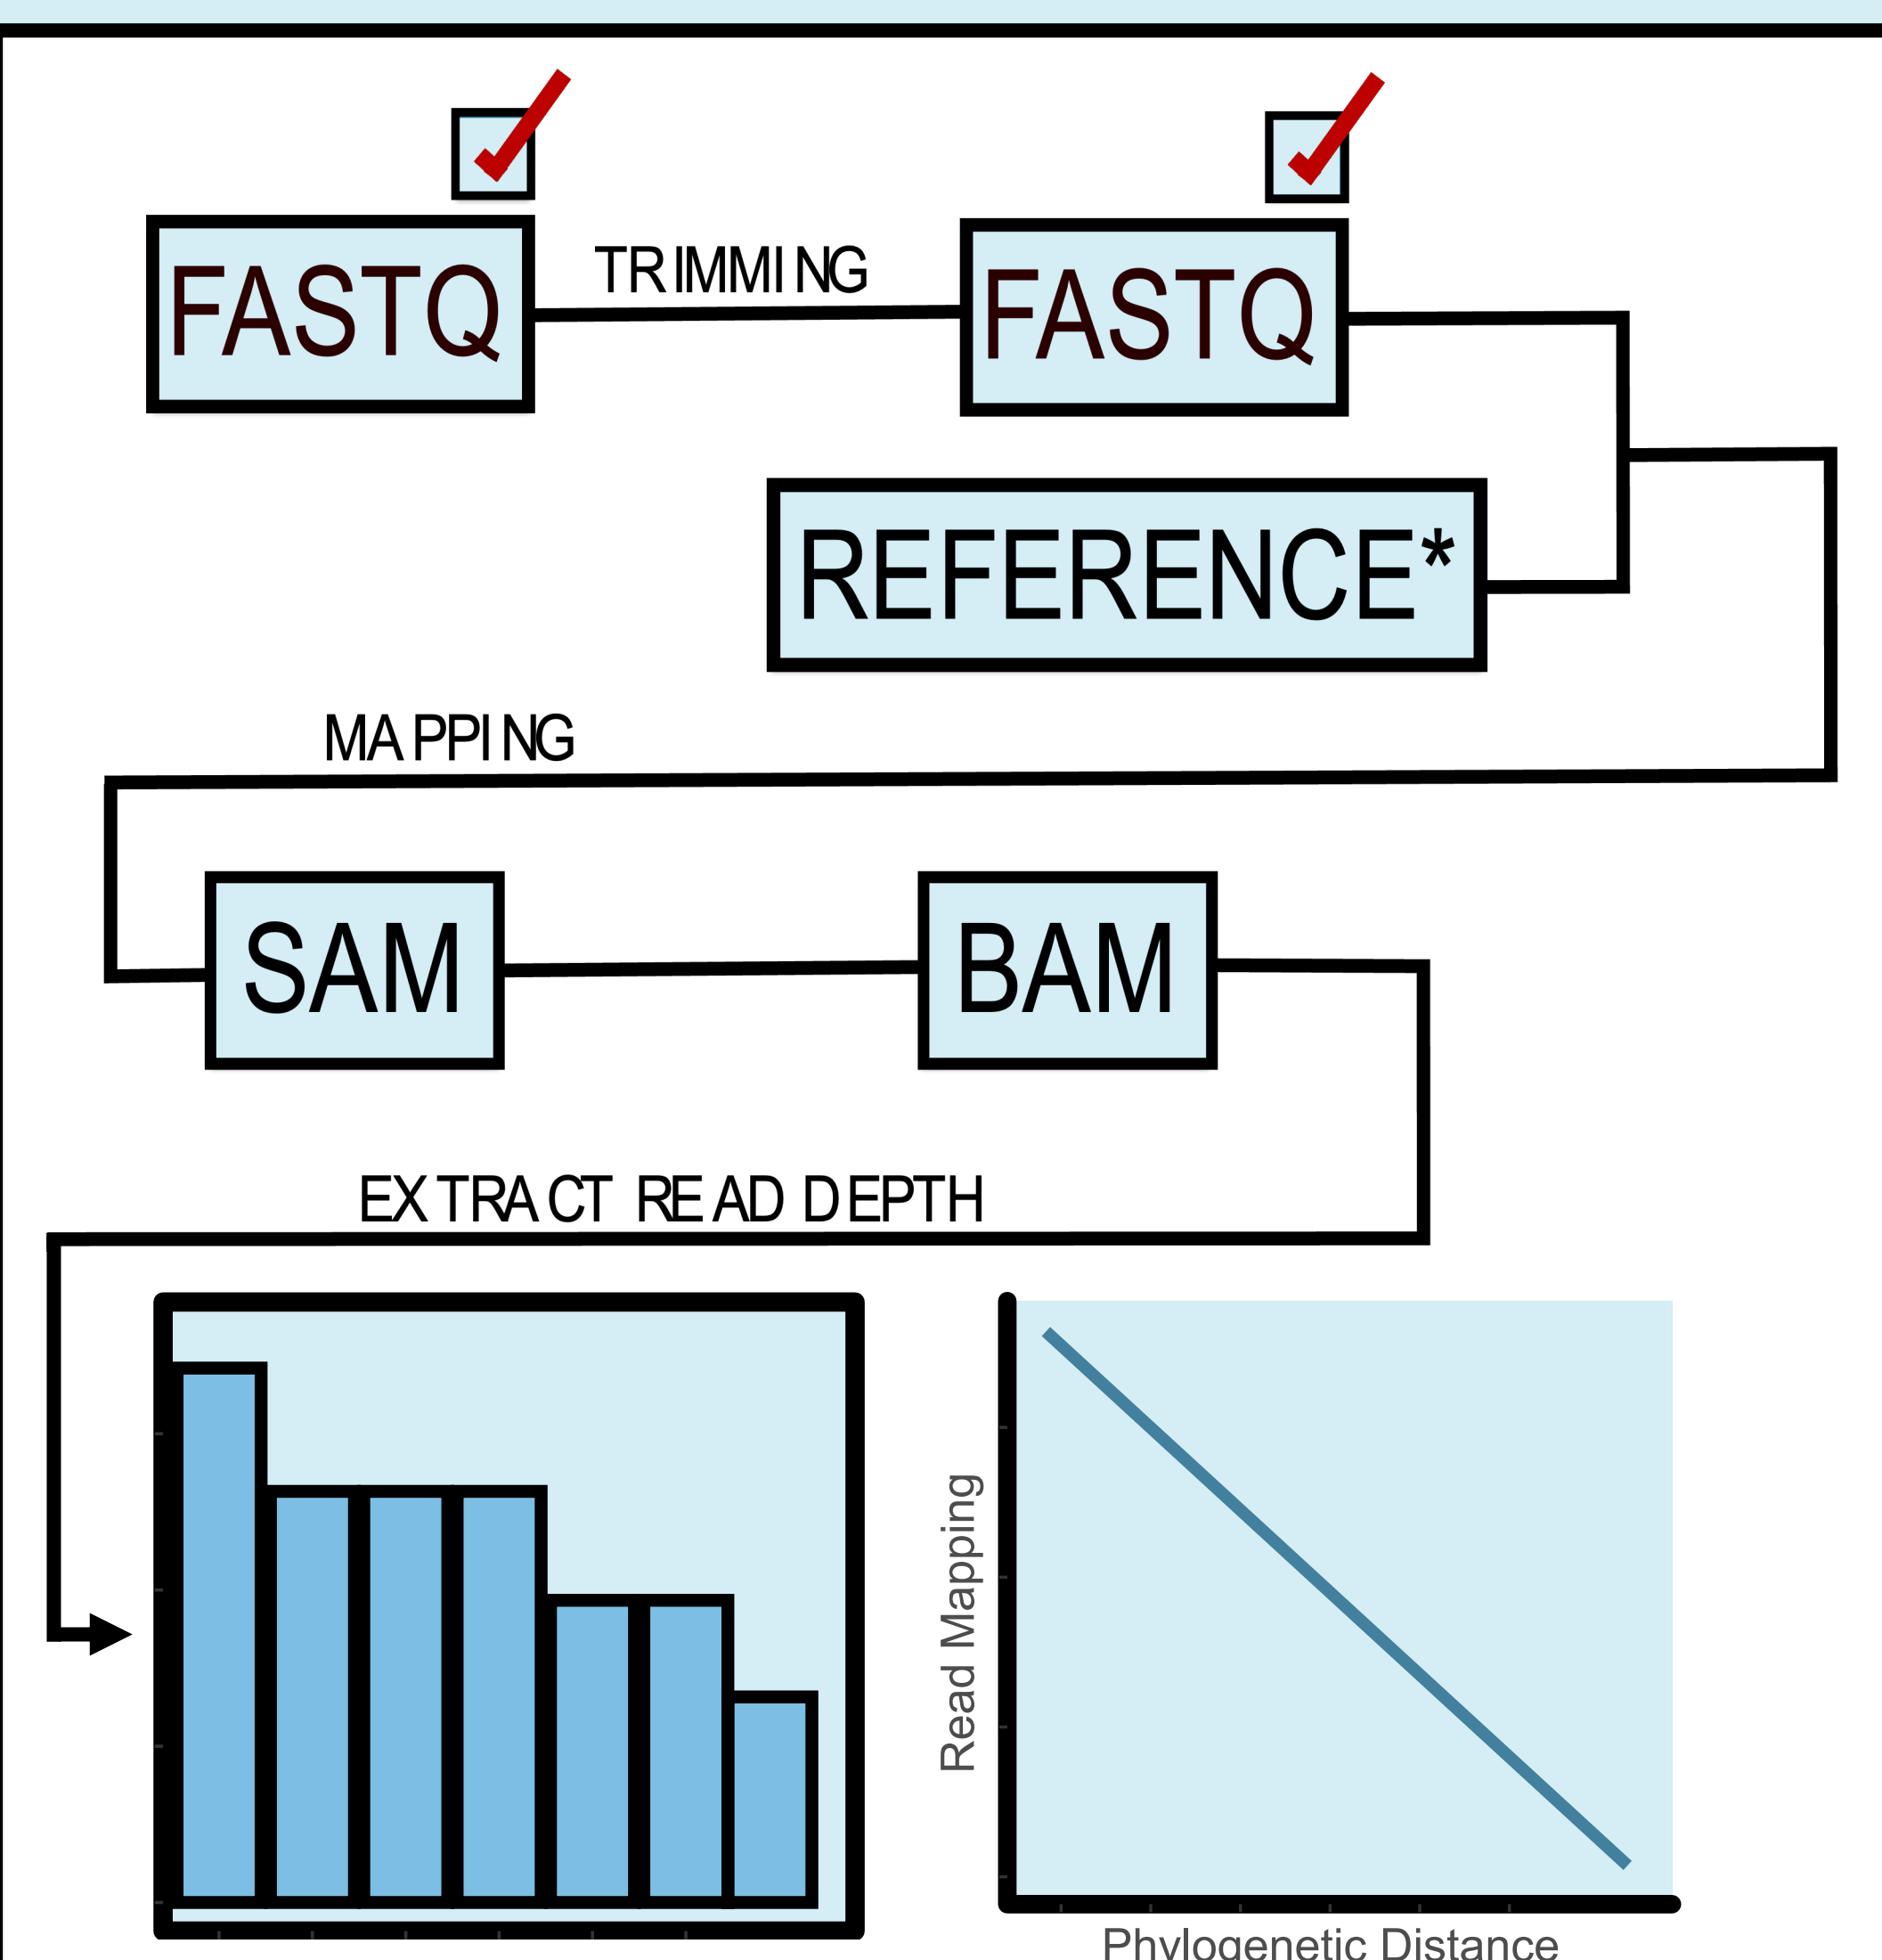 FASTQ
TRIMMING
FASTQ
REFERENCE*
MAPPING
SAM
BAM
EXTRACT READ DEPTH
Read Mapping
Phylogenetic Distance